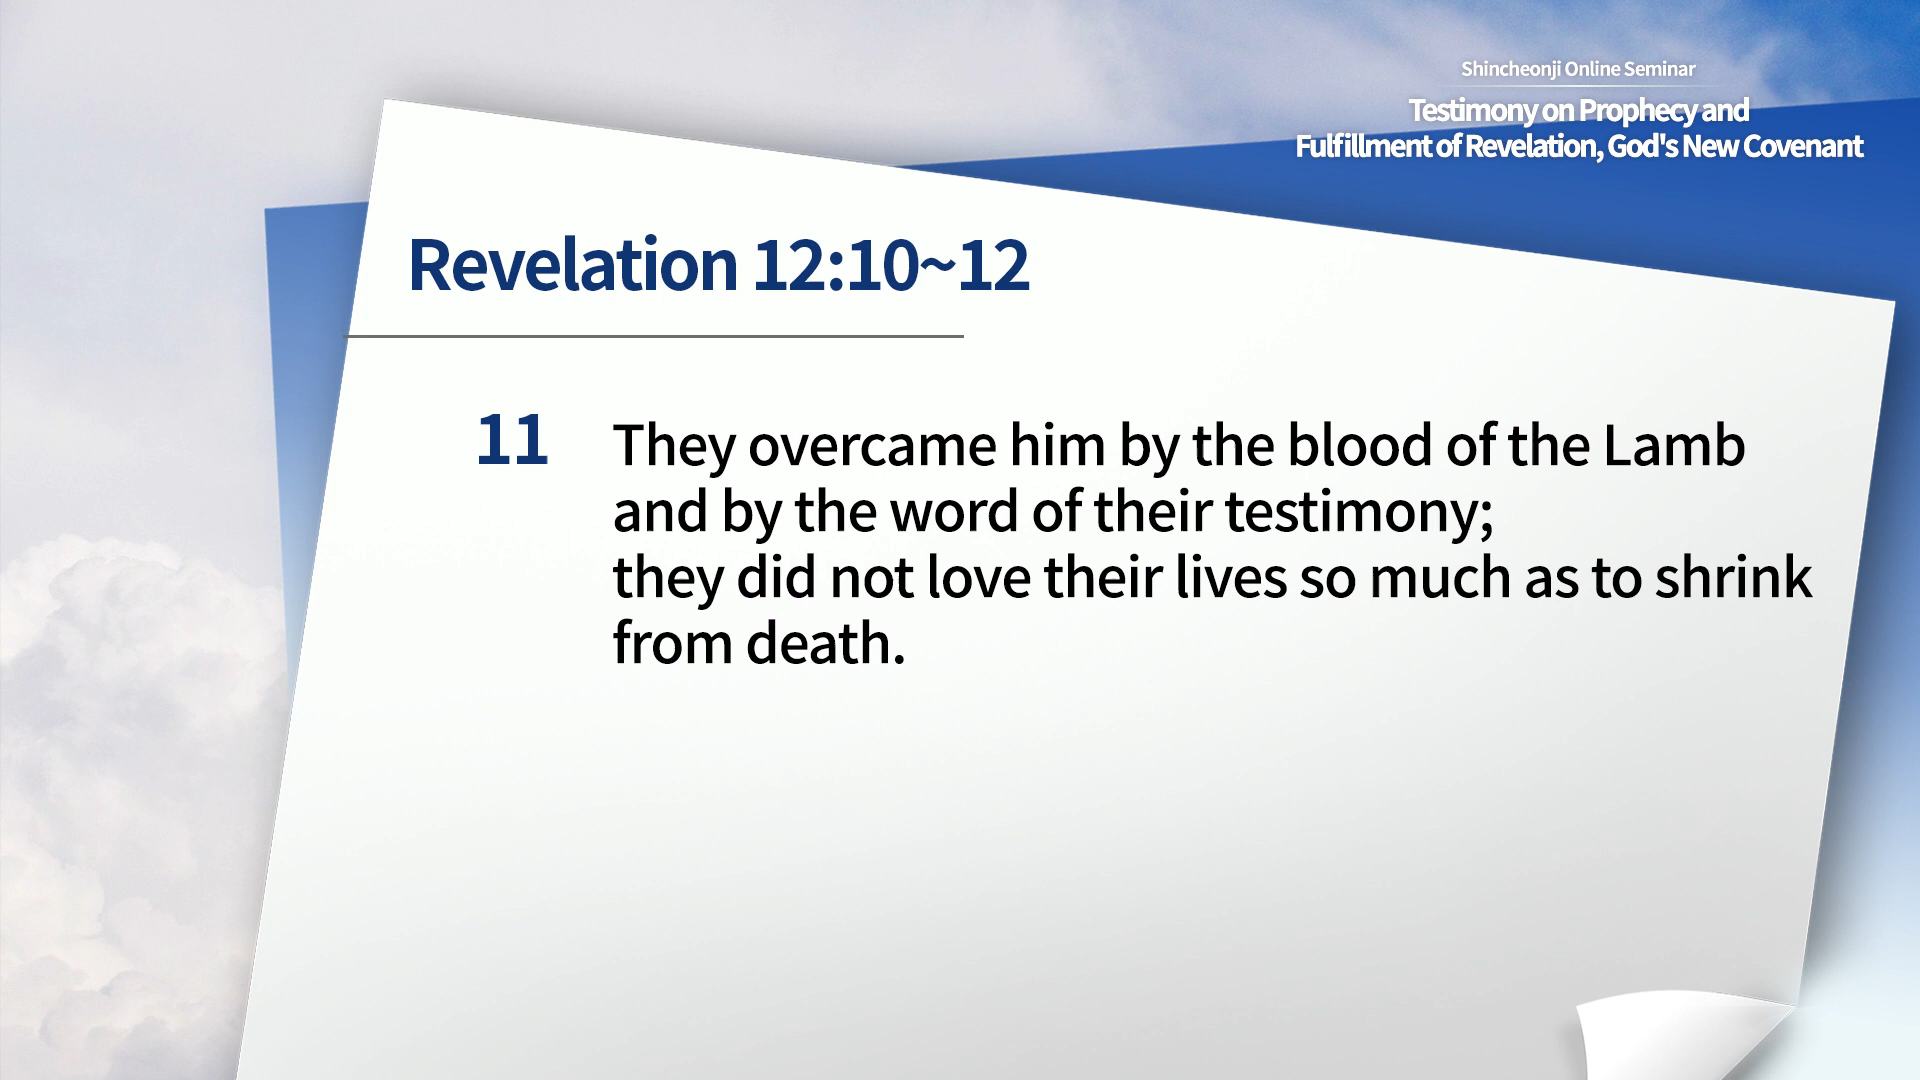 Shincheonji Online Seminar
Testimony on Prophecy and
Fulfillment of Revelation, God's New Covenant
Revelation 12:10~12
11 They overcame him by the blood of the Lamb
and by the word of their testimony;
they did not love their lives so much as to shrink
from death.